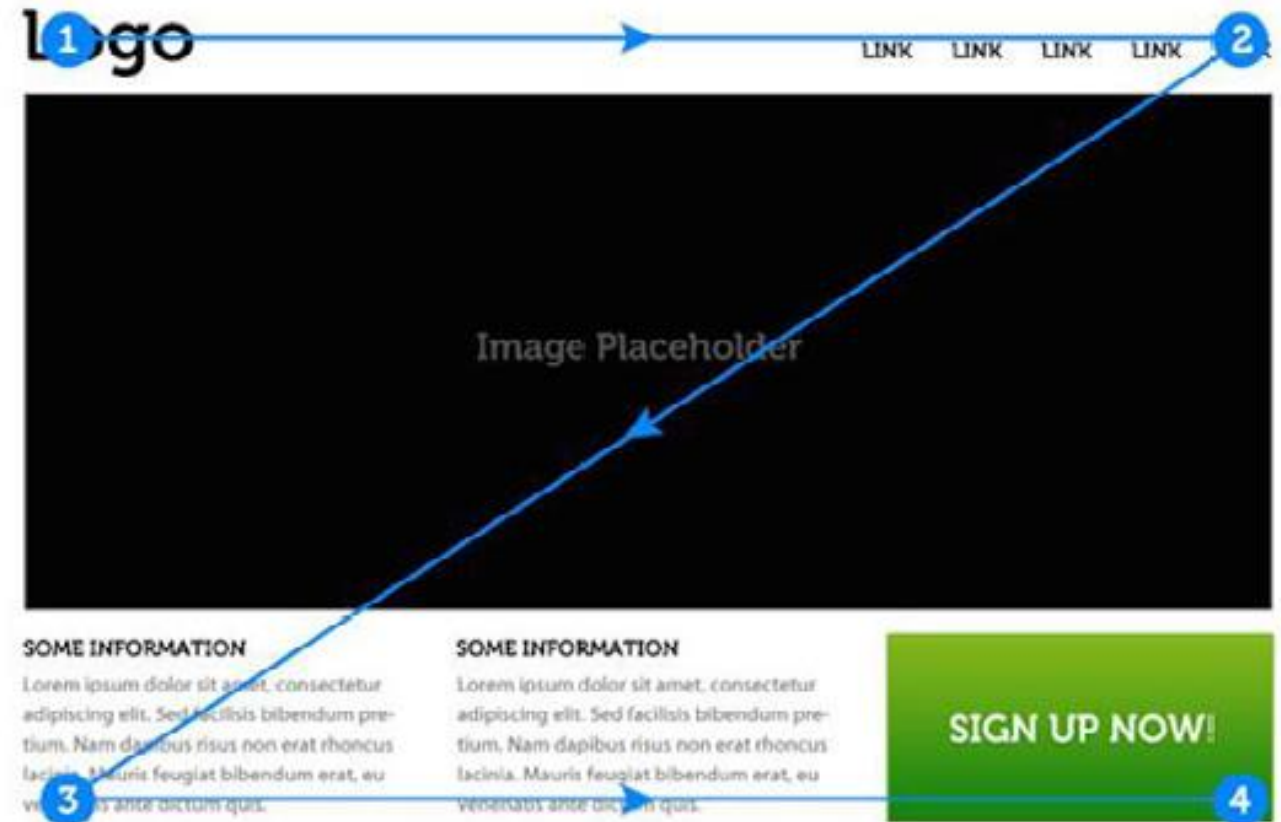 1 Logo
LINK LINK LINK LINK 2
Image Placeholder
SOME INFORMATION
Lorem ipsum dolor sit amet, consectetur
adipiscing elit. Sed facilisis bibendum pre-
tium. Nam dapibus risus non erat rhoncus
lacinia. Mauris feugiat bibendum erat, eu
3 ante dictum quis.
SOME INFORMATION
Lorem ipsum dolor sit amet, consectetur
adipiscing elit. Sed facilisis bibendum pre-
tium. Nam dapibus risus non erat rhoncus
lacinia. Mauris feugiat bibendum erat, eu
venenatis ante dictum quis.
SIGN UP NOW!
4